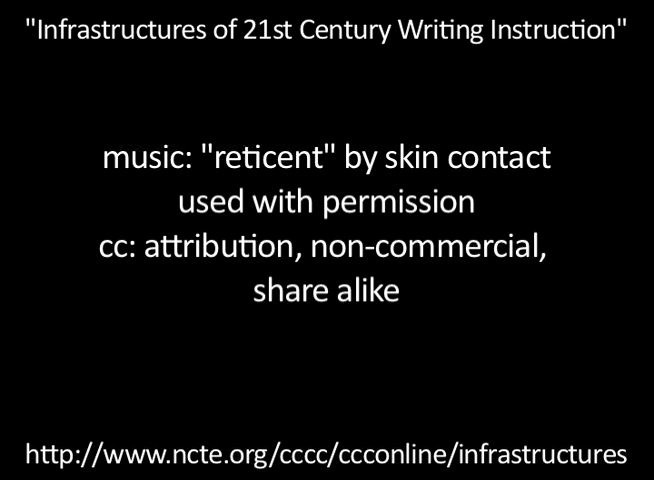 "Infrastructures of 21st Century Writing Instruction"
music: "reticent" by skin contact
used with permission
cc: attribution, non-commercial,
share alike
http://www.ncte.org/cccc/ccconline/infrastructures